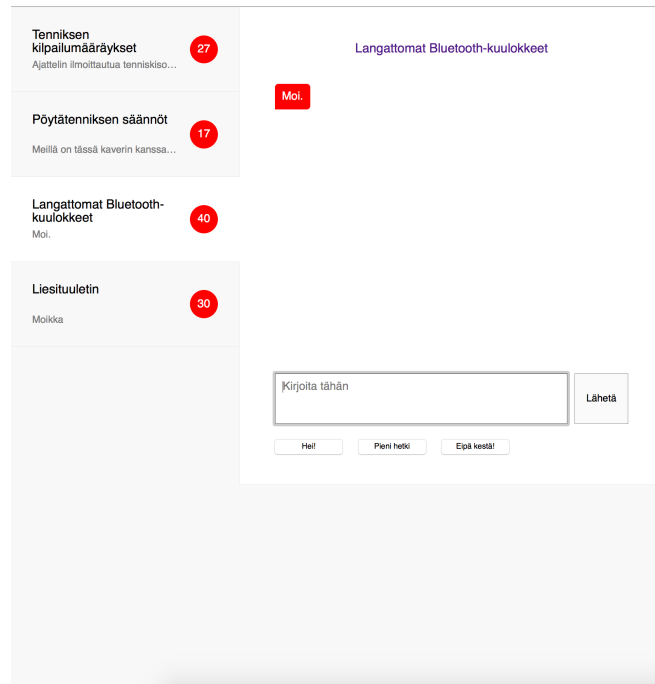 Tenniksen
kilpailumääräykset
27
Ajattelin ilmoittautua tenniskiso…
Pöytätenniksen säännöt
17
Meillä on tässä kaverin kanssa…
Langattomat Bluetooth-
kuulokkeet
40
Moi.
Liesituuletin
30
Moikka
Langattomat Bluetooth-kuulokkeet
Moi.
Kirjoita tähän
Lähetä
Hei!
Pieni hetki
Eipä kestä!